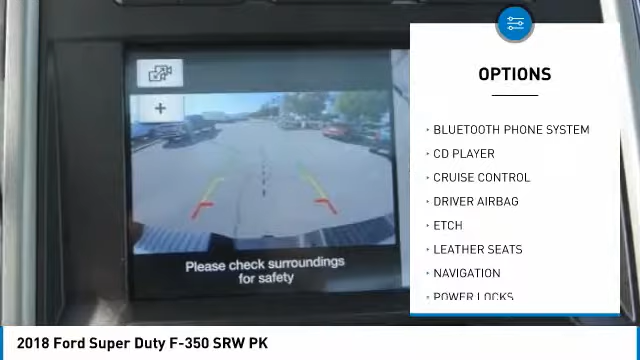 Please check surroundings
for safety
OPTIONS
BLUETOOTH PHONE SYSTEM
CD PLAYER
CRUISE CONTROL
DRIVER AIRBAG
ETCH
LEATHER SEATS
NAVIGATION
POWER LOCKS
2018 Ford Super Duty F-350 SRW PK